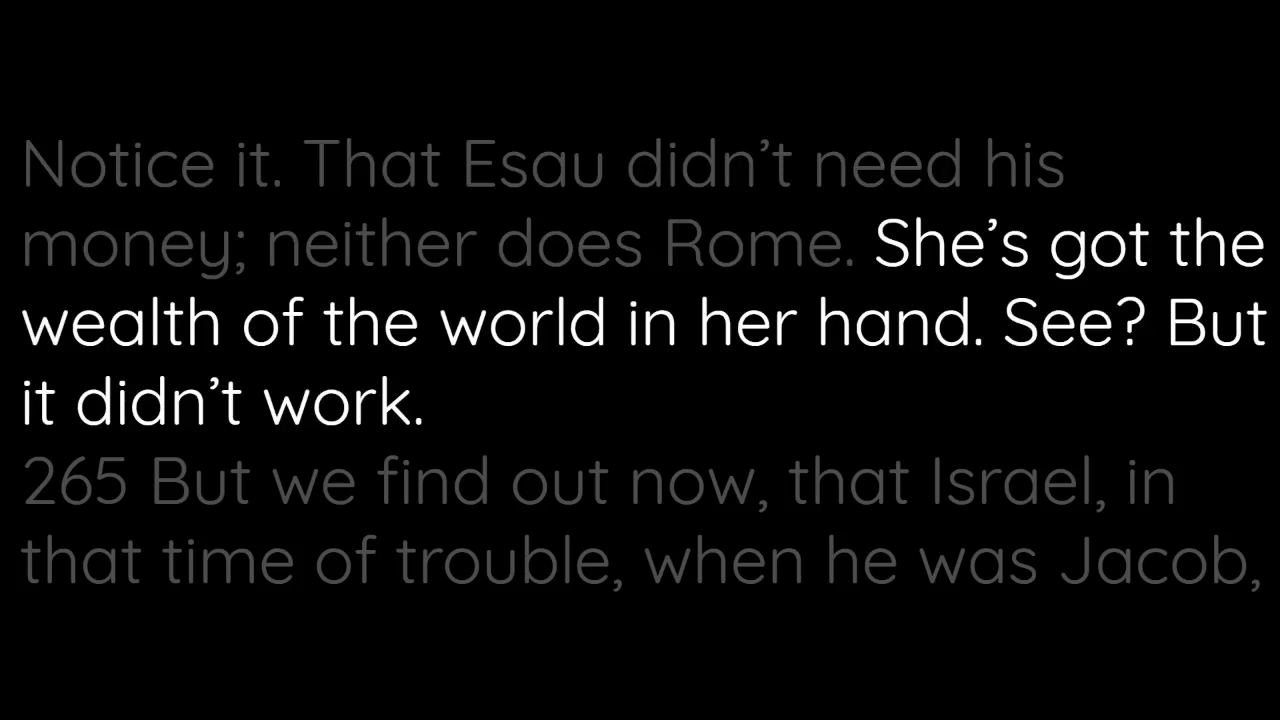 Notice it. That Esau didn’t need his
money; neither does Rome. She’s got the
wealth of the world in her hand. See? But
it didn’t work.
265 But we find out now, that Israel, in
that time of trouble, when he was Jacob,